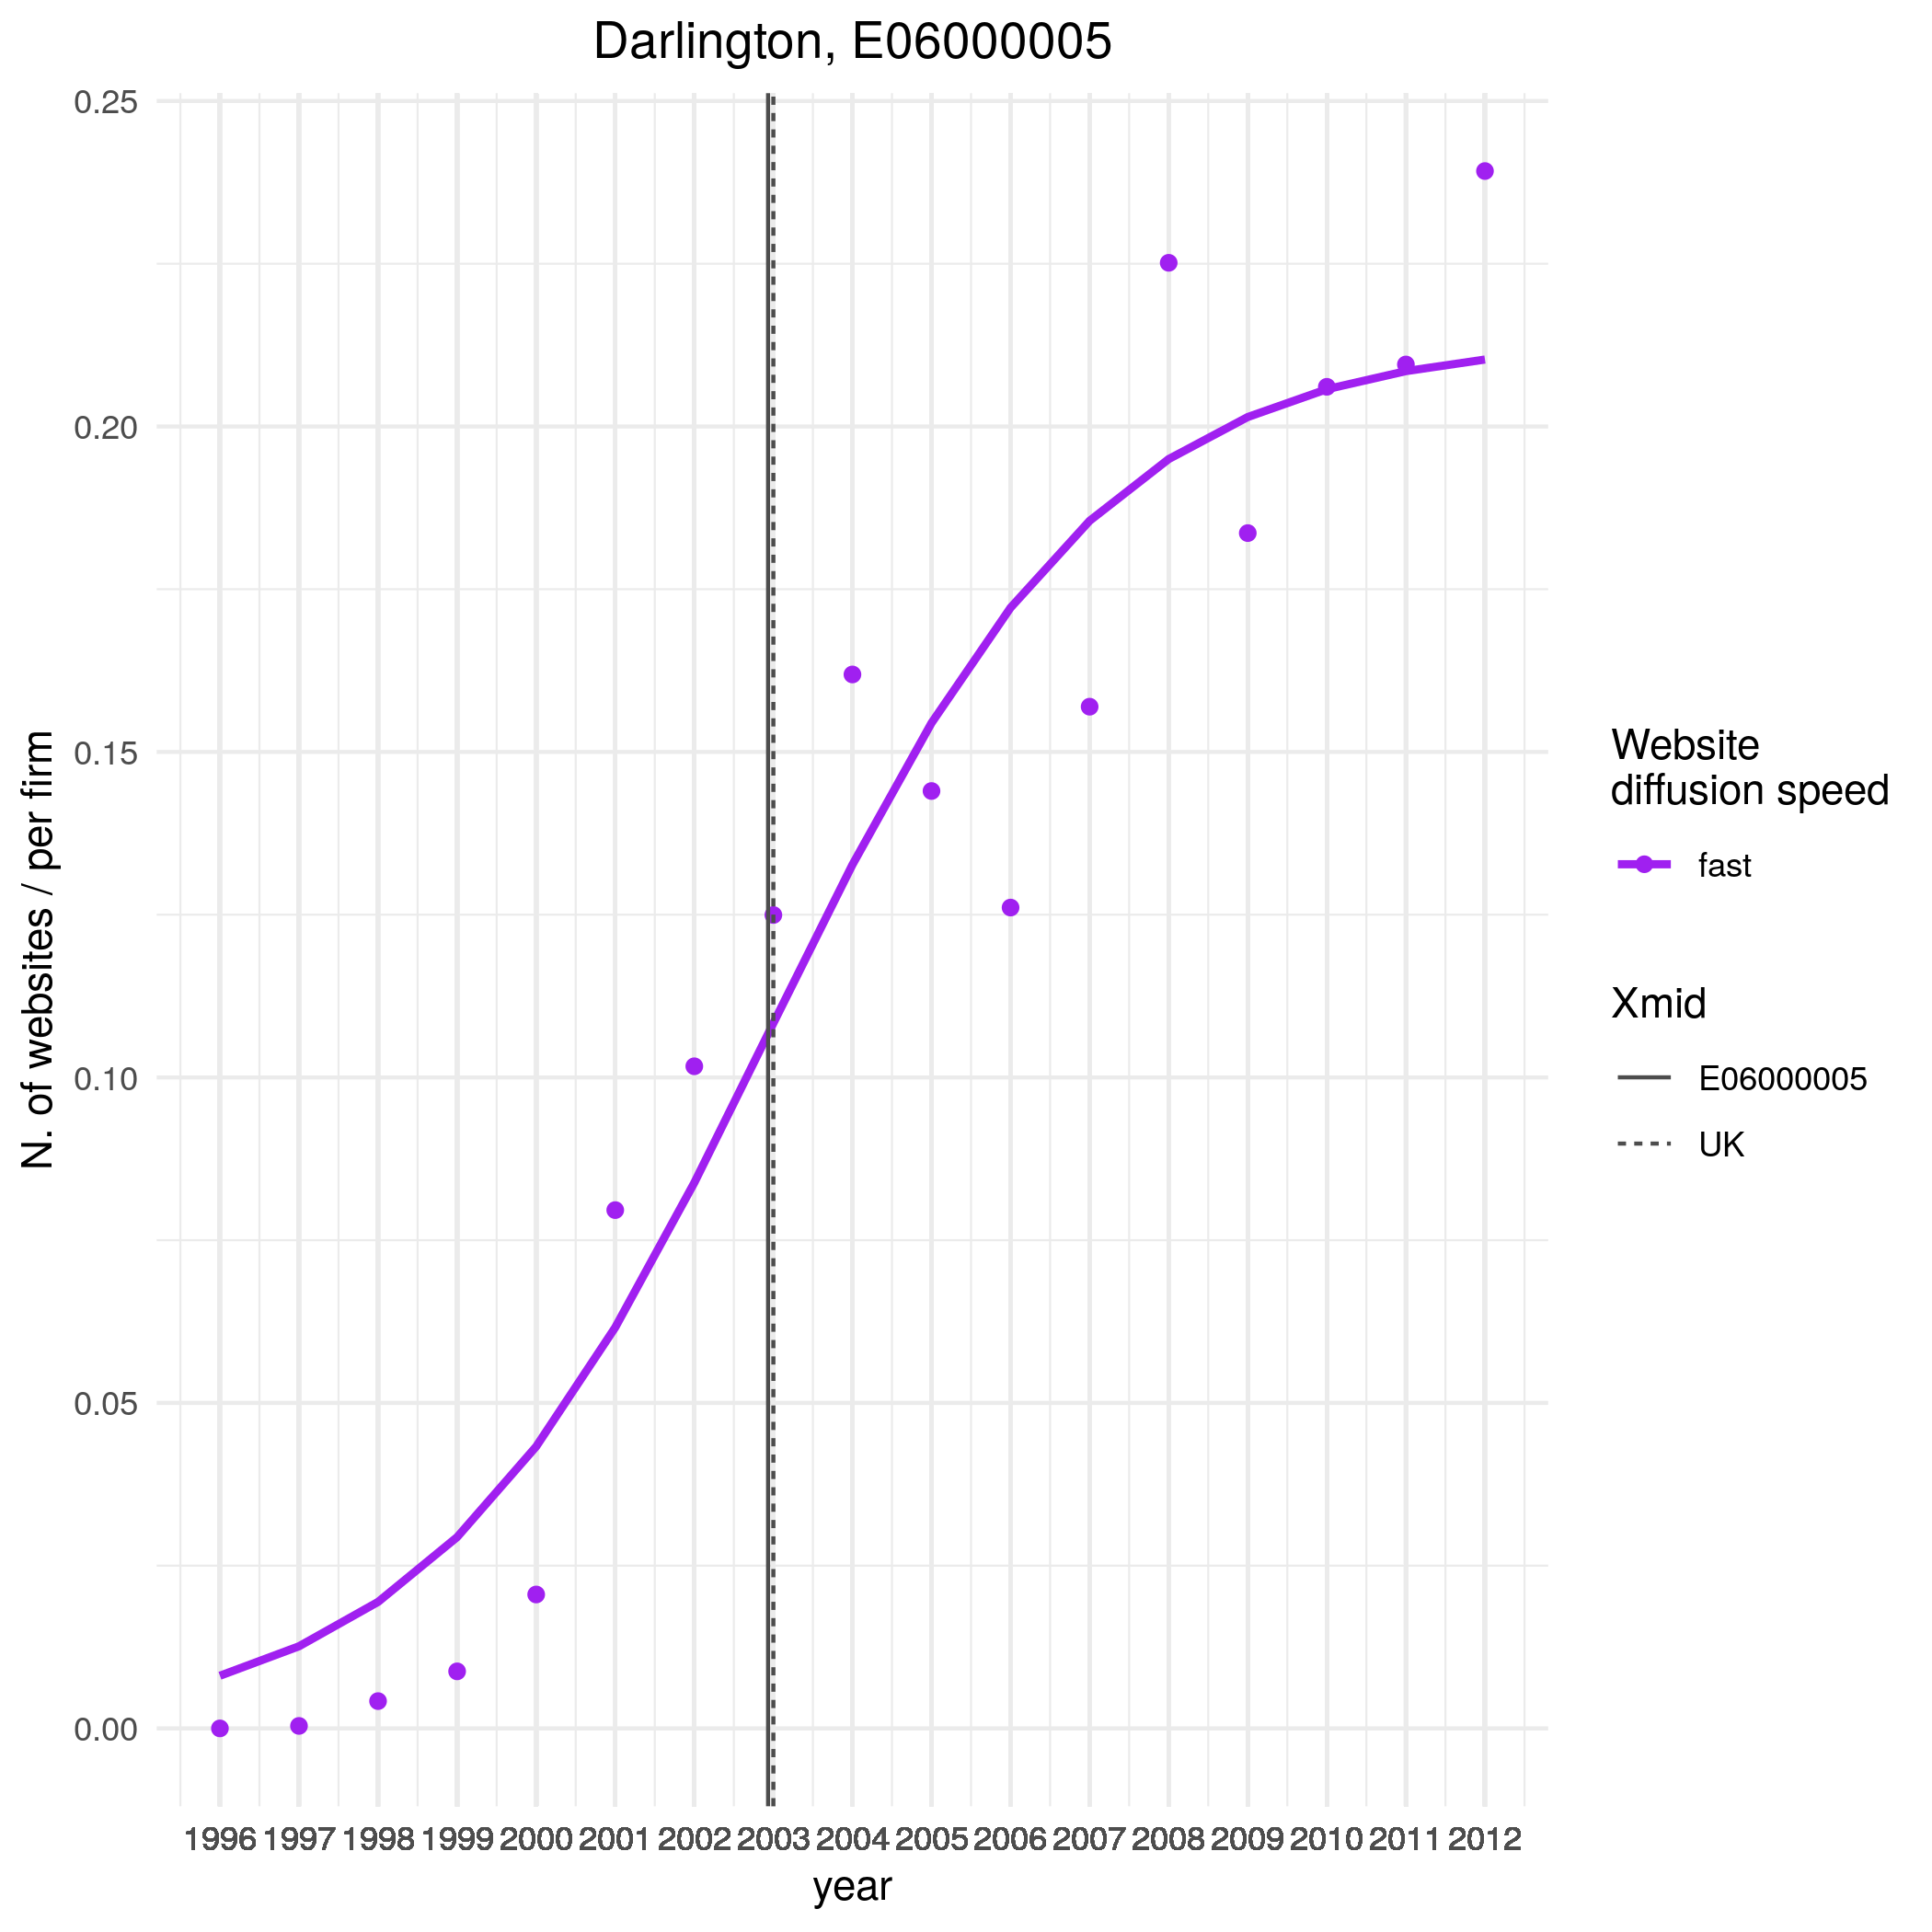 Darlington, E06000005
0.25
0.20
0.15
0.10
0.05
0.00
N. of websites / per firm
1996 1997 1998 1999 2000 2001 2002 2003 2004 2005 2006 2007 2008 2009 2010 2011 2012
year
Website
diffusion speed
fast
Xmid
E06000005
UK